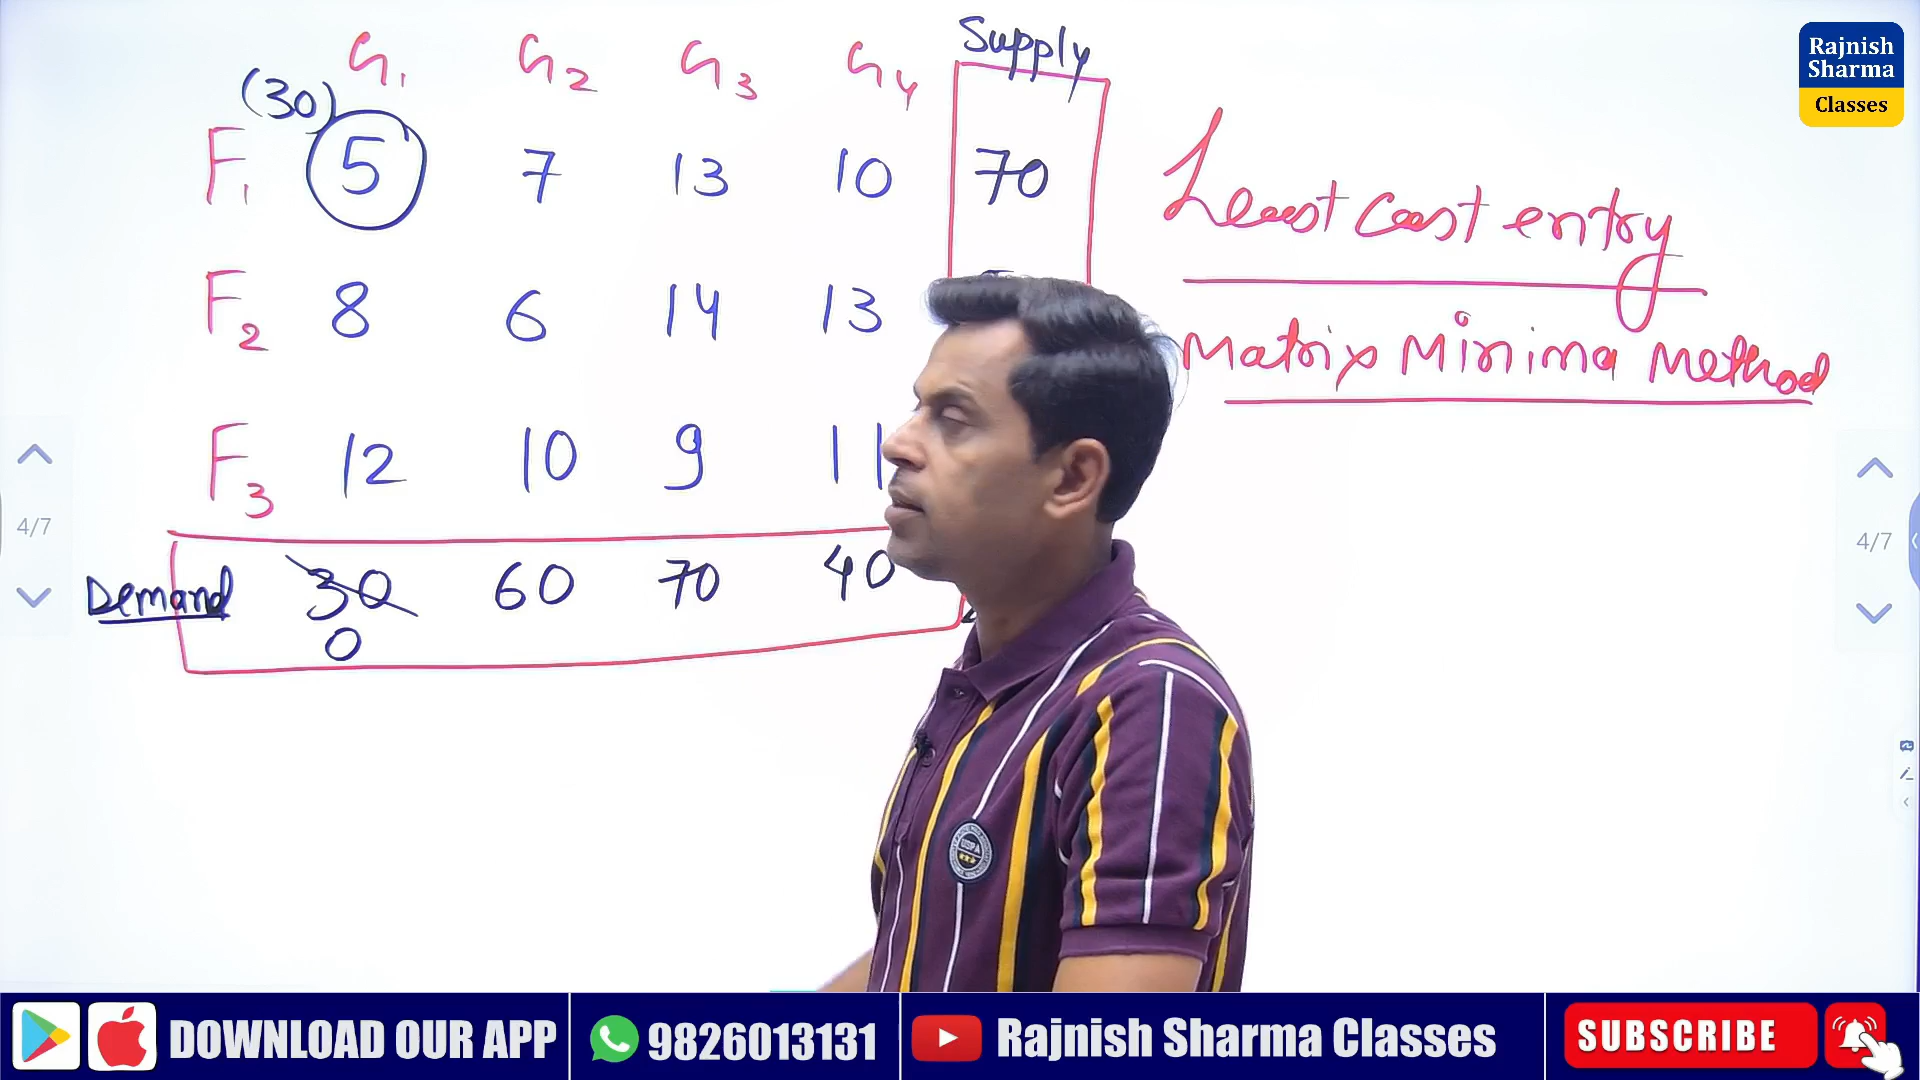 G1 G2 G3 G4 Supply
(30)
F1 5 7 13 10 70
F2 8 6 14 13
F3 12 10 9 11
Demand 30 60 70 40
0
Least Cost entry
Matrix Minima Method
Rajnish
Sharma
Classes
4/7
4/7
USPA
DOWNLOAD OUR APP 9826013131 Rajnish Sharma Classes SUBSCRIBE